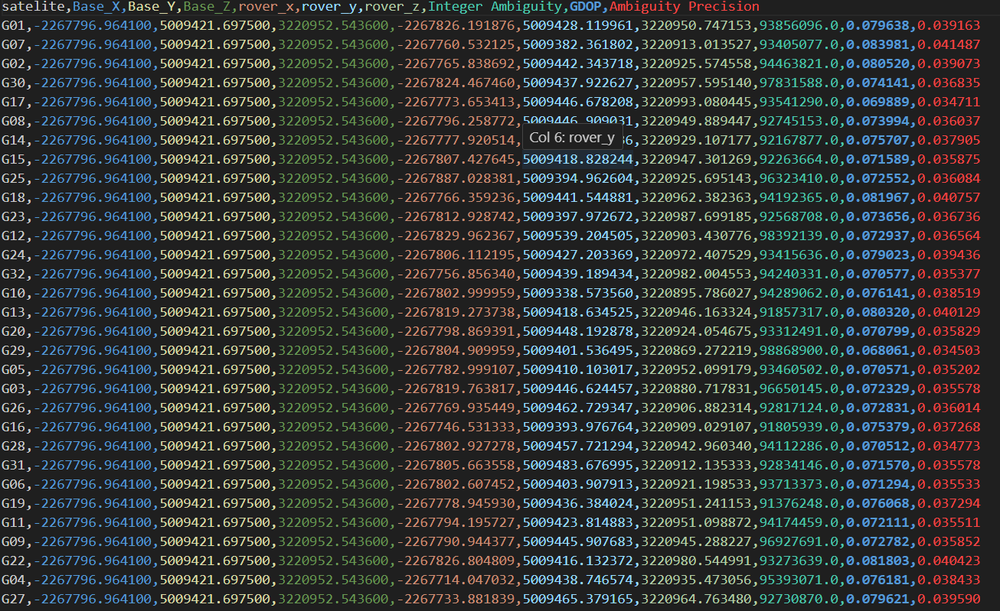 satelite,Base_X,Base_Y,Base_Z,rover_x,rover_y,rover_z,Integer Ambiguity,GDOP,Ambiguity Precision
G01,-2267796.964100,5009421.697500,3220952.543600,-2267826.191876,5009428.119961,3220950.747153,93856096.0,0.079638,0.039163
G07,-2267796.964100,5009421.697500,3220952.543600,-2267760.532125,5009382.361802,3220913.013527,93405077.0,0.083981,0.041487
G02,-2267796.964100,5009421.697500,3220952.543600,-2267765.838692,5009442.343718,3220925.574558,94463821.0,0.080520,0.039073
G30,-2267796.964100,5009421.697500,3220952.543600,-2267824.467460,5009437.922627,3220957.595140,97831588.0,0.074141,0.036835
G17,-2267796.964100,5009421.697500,3220952.543600,-2267773.653413,5009446.678208,3220993.080445,93541290.0,0.069889,0.034711
G08,-2267796.964100,5009421.697500,3220952.543600,-2267796.258772,5009446.909031,3220949.889447,92745153.0,0.073994,0.036037
G14,-2267796.964100,5009421.697500,3220952.543600,-2267777.920514, Col 6: rover_y 6,3220929.107177,92167877.0,0.075707,0.037905
G15,-2267796.964100,5009421.697500,3220952.543600,-2267807.427645,5009418.828244,3220947.301269,92263664.0,0.071589,0.035875
G25,-2267796.964100,5009421.697500,3220952.543600,-2267887.028381,5009394.962604,3220925.695143,96323410.0,0.072552,0.036084
G18,-2267796.964100,5009421.697500,3220952.543600,-2267766.359236,5009441.544881,3220962.382363,94192365.0,0.081967,0.040757
G23,-2267796.964100,5009421.697500,3220952.543600,-2267812.928742,5009397.972672,3220987.699185,92568708.0,0.073656,0.036736
G12,-2267796.964100,5009421.697500,3220952.543600,-2267829.962367,5009539.204505,3220903.430776,98392139.0,0.072937,0.036564
G24,-2267796.964100,5009421.697500,3220952.543600,-2267806.112195,5009427.203369,3220972.407529,93415636.0,0.079023,0.039436
G32,-2267796.964100,5009421.697500,3220952.543600,-2267756.856340,5009439.189434,3220982.004553,94240331.0,0.070577,0.035377
G10,-2267796.964100,5009421.697500,3220952.543600,-2267802.999959,5009338.573560,3220895.786027,94289062.0,0.076141,0.038519
G13,-2267796.964100,5009421.697500,3220952.543600,-2267819.273738,5009418.634525,3220946.163324,91857317.0,0.080320,0.040129
G20,-2267796.964100,5009421.697500,3220952.543600,-2267798.869391,5009448.192878,3220924.054675,93312491.0,0.070799,0.035829
G29,-2267796.964100,5009421.697500,3220952.543600,-2267804.909959,5009401.536495,3220869.272219,98868900.0,0.068061,0.034503
G05,-2267796.964100,5009421.697500,3220952.543600,-2267782.999107,5009410.103017,3220952.099179,93460502.0,0.070571,0.035202
G03,-2267796.964100,5009421.697500,3220952.543600,-2267819.763817,5009446.624457,3220880.717831,96650145.0,0.072329,0.035578
G26,-2267796.964100,5009421.697500,3220952.543600,-2267769.935449,5009462.729347,3220906.882314,92817124.0,0.072831,0.036014
G16,-2267796.964100,5009421.697500,3220952.543600,-2267746.531333,5009393.976764,3220909.029107,91805939.0,0.075379,0.037268
G28,-2267796.964100,5009421.697500,3220952.543600,-2267802.927278,5009457.721294,3220942.960340,94112286.0,0.070512,0.034773
G31,-2267796.964100,5009421.697500,3220952.543600,-2267805.663558,5009483.676995,3220912.135333,92834146.0,0.071570,0.035578
G06,-2267796.964100,5009421.697500,3220952.543600,-2267802.607452,5009403.907913,3220921.198533,93713373.0,0.071294,0.035533
G19,-2267796.964100,5009421.697500,3220952.543600,-2267778.945930,5009436.384024,3220951.241153,91376248.0,0.076068,0.037294
G11,-2267796.964100,5009421.697500,3220952.543600,-2267794.195727,5009423.814883,3220951.098872,94174459.0,0.072111,0.035511
G09,-2267796.964100,5009421.697500,3220952.543600,-2267790.944377,5009445.907683,3220945.288227,96927691.0,0.072782,0.035852
G22,-2267796.964100,5009421.697500,3220952.543600,-2267826.804809,5009416.132372,3220980.544991,93273639.0,0.081803,0.040423
G04,-2267796.964100,5009421.697500,3220952.543600,-2267714.047032,5009438.746574,3220935.473056,95393071.0,0.076181,0.038433
G27,-2267796.964100,5009421.697500,3220952.543600,-2267733.881839,5009465.379165,3220964.763480,92730870.0,0.079621,0.039590